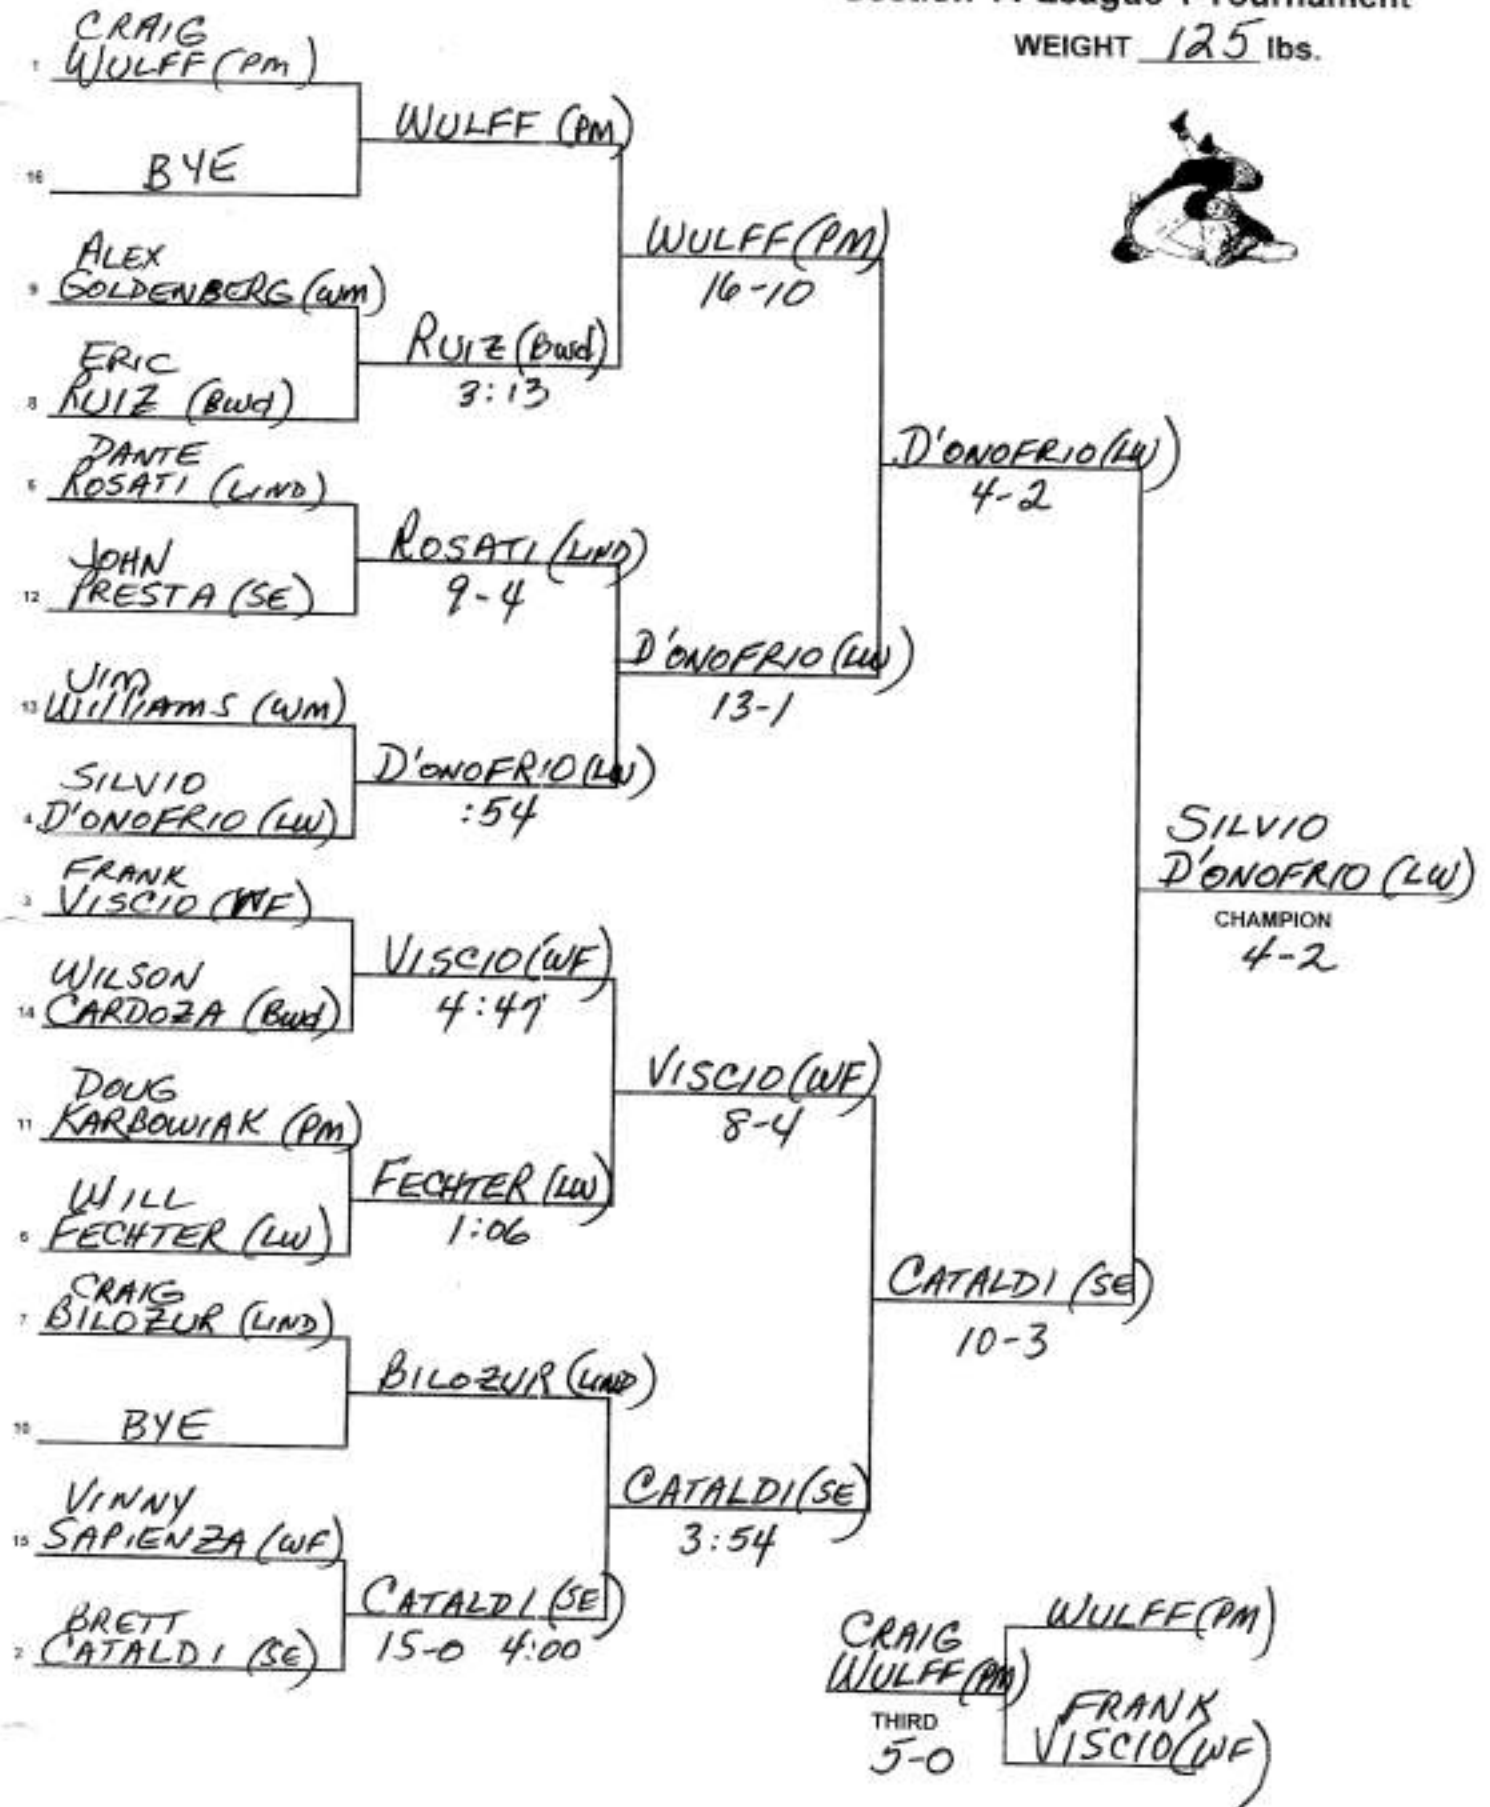 WEIGHT 125 lbs.
CRAIG
1 WULFF (PM)
16 BYE
ALEX
9 GOLDENBERG (WM)
ERIC
8 RUIZ (BWd)
DANTE
ROSATI (LIND)
JOHN
12 PRESTA (SE)
JIM
13 WILLIAMS (WM)
SILVIO
4 D'ONOFRIO (LW)
FRANK
3 VISCIO (WF)
WILSON
14 CARDOZA (BWd)
DOUG
11 KARBOWIAK (PM)
WILL
6 FECHTER (LW)
CRAIG
7 BILOZUR (LIND)
10 BYE
VINNY
15 SAPIENZA (WF)
BRETT
2 CATALDI (SE)
WULFF (PM)
RUIZ (BWd)
3:13
ROSATI (LIND)
9-4
D'ONOFRIO (LW)
:54
VISCIO (WF)
4:47
FECHTER (LW)
1:06
BILOZUR (LIND)
CATALDI (SE)
15-0 4:00
WULFF (PM)
16-10
D'ONOFRIO (LW)
13-1
VISCIO (WF)
8-4
CATALDI (SE)
3:54
D'ONOFRIO (LW)
4-2
CATALDI (SE)
10-3
SILVIO
D'ONOFRIO (LW)
CHAMPION
4-2
WULFF (PM)
FRANK
VISCIO (WF)
CRAIG
WULFF (PM)
THIRD
5-0